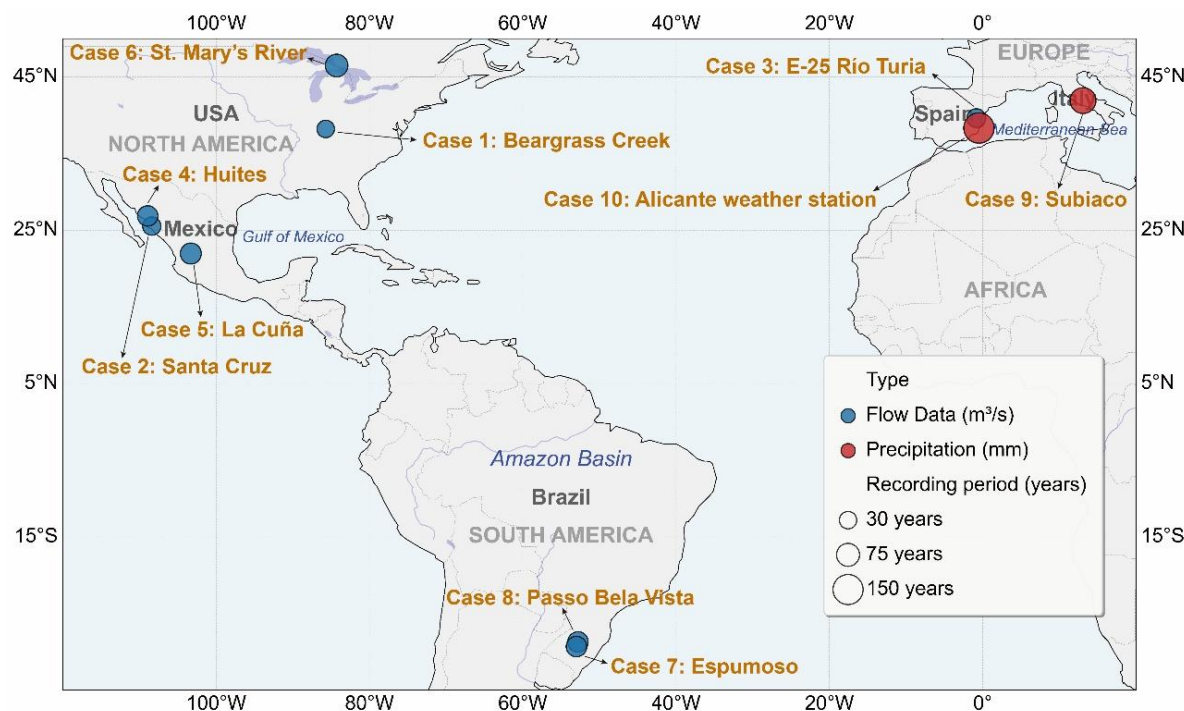 100°W 80°W 60°W 40°W 20°W 0°
Case 6: St. Mary's River
EUROPE
45°N
Case 3: E-25 Río Turia
45°N
USA
Spain
Italy
NORTH AMERICA
Case 1: Beargrass Creek
Mediterranean Sea
Case 4: Huites
Case 10: Alicante weather station
Case 9: Subiaco
25°N
Mexico
Gulf of Mexico
25°N
AFRICA
Case 5: La Cuña
Case 2: Santa Cruz
5°N
5°N
Type
Flow Data (m³/s)
Precipitation (mm)
Recording period (years)
30 years
75 years
150 years
Amazon Basin
Brazil
15°S
SOUTH AMERICA
15°S
Case 8: Passo Bela Vista
Case 7: Espumoso
100°W 80°W 60°W 40°W 20°W 0°